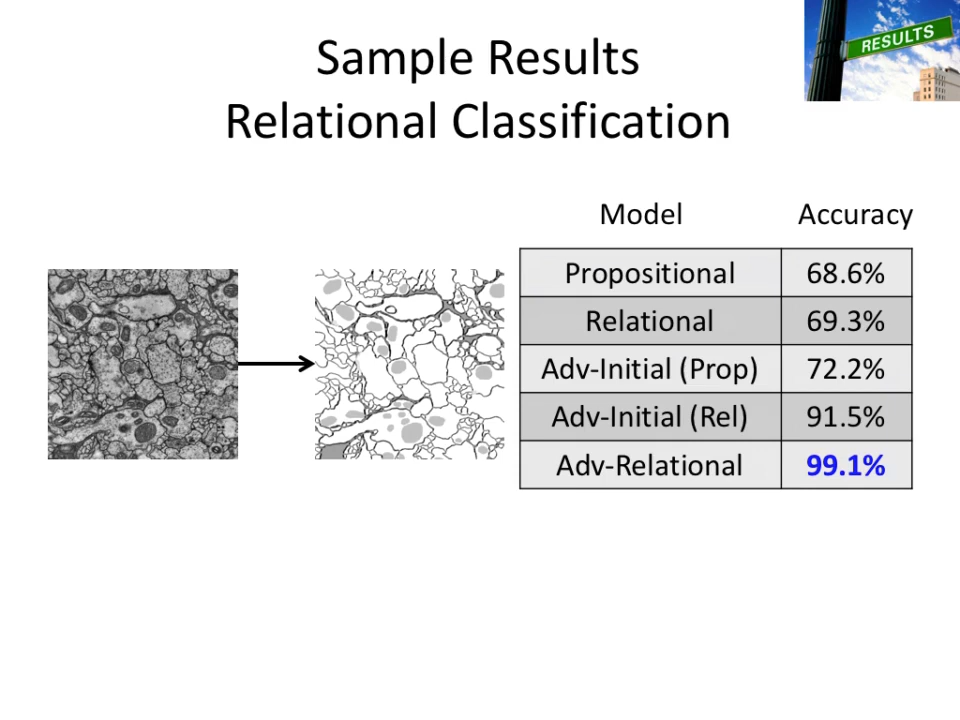 Sample Results
Relational Classification
RESULTS
Model Accuracy
Propositional 68.6%
Relational 69.3%
Adv-Initial (Prop) 72.2%
Adv-Initial (Rel) 91.5%
Adv-Relational 99.1%